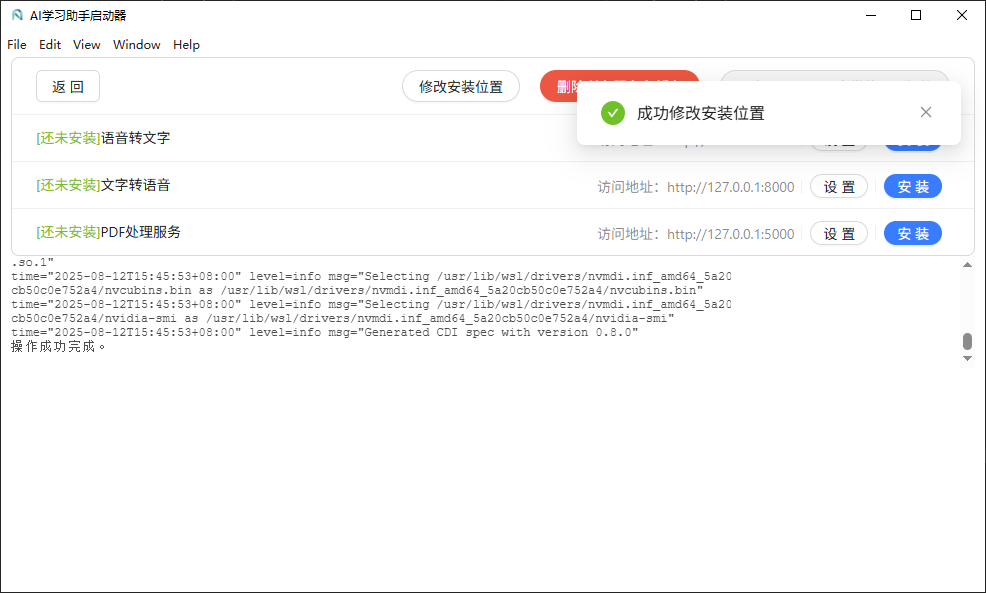 AI学习助手启动器
File Edit View Window Help
返 回
修改安装位置
成功修改安装位置
[还未安装]语音转文字
[还未安装]文字转语音
访问地址：http://127.0.0.1:8000
设 置
安 装
[还未安装]PDF处理服务
访问地址：http://127.0.0.1:5000
设 置
安 装
.so.1"
time="2025-08-12T15:45:53+08:00" level=info msg="Selecting /usr/lib/wsl/drivers/nvmdi.inf_amd64_5a20
cb50c0e752a4/nvcubins.bin as /usr/lib/wsl/drivers/nvmdi.inf_amd64_5a20cb50c0e752a4/nvcubins.bin"
time="2025-08-12T15:45:53+08:00" level=info msg="Selecting /usr/lib/wsl/drivers/nvmdi.inf_amd64_5a20
cb50c0e752a4/nvidia-smi as /usr/lib/wsl/drivers/nvmdi.inf_amd64_5a20cb50c0e752a4/nvidia-smi"
time="2025-08-12T15:45:53+08:00" level=info msg="Generated CDI spec with version 0.8.0"
操作成功完成。